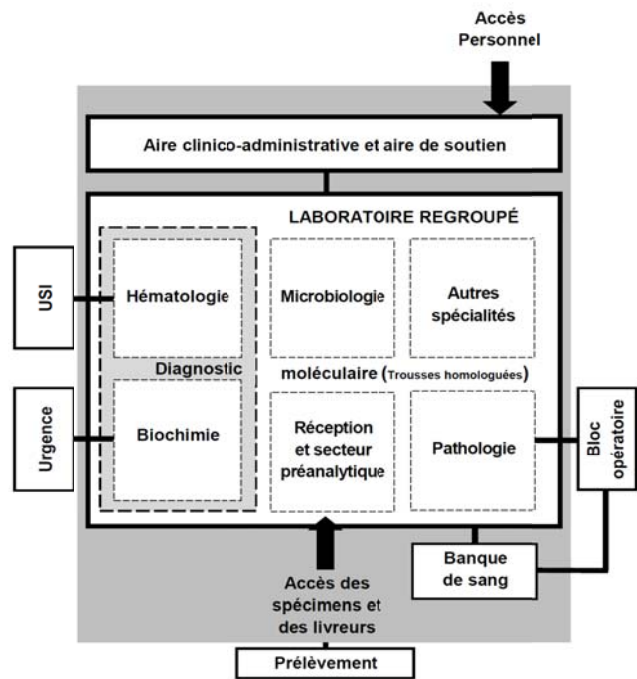 Accès
Personnel
Aire clinico-administrative et aire de soutien
LABORATOIRE REGROUPÉ
USI
Hématologie
Microbiologie
Autres
spécialités
Diagnostic moléculaire (Trousses homologuées)
Urgence
Biochimie
Réception
et secteur
préanalytique
Pathologie
Bloc
opératoire
Banque
de sang
Accès des
spécimens et
des livreurs
Prélèvement